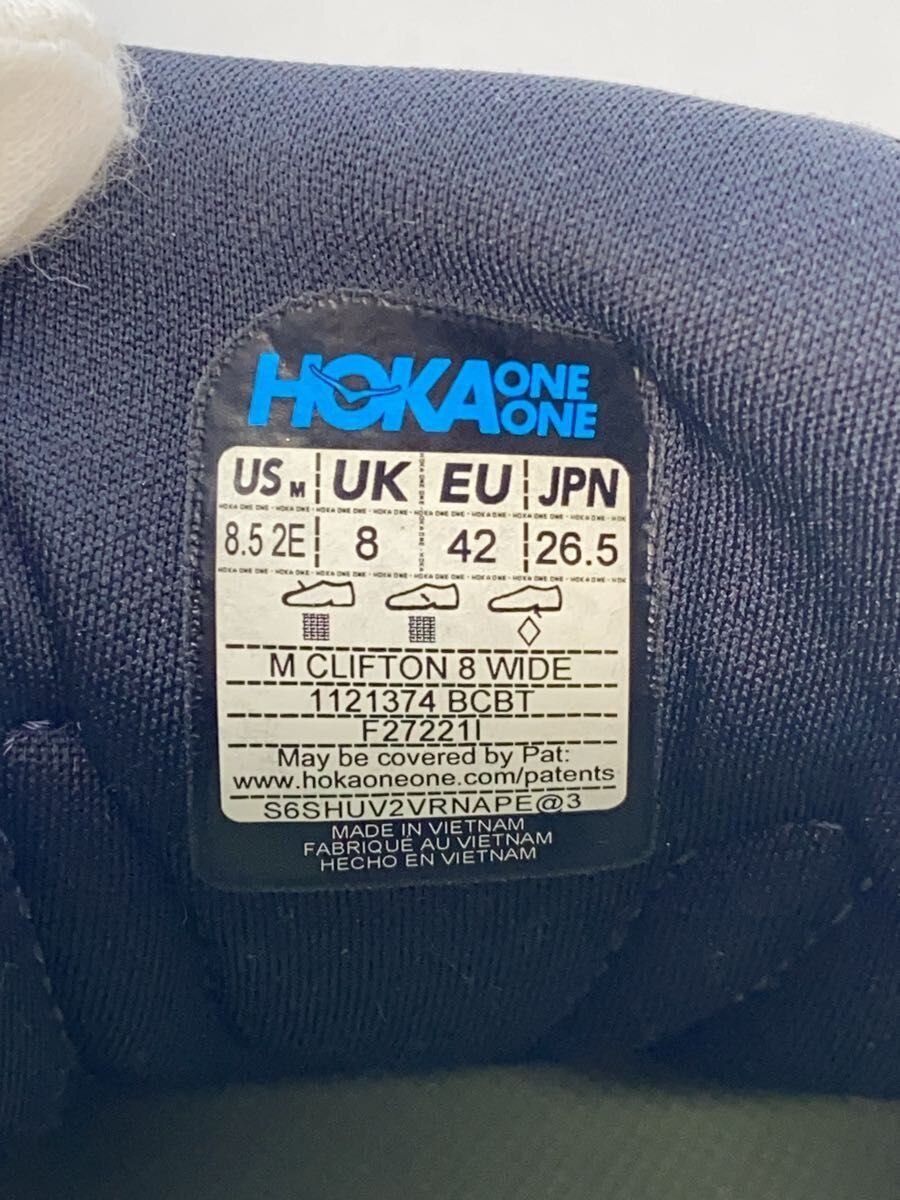 HOKA ONE ONE
US M UK EU JPN
8.5 2E 8 42 26.5
M CLIFTON 8 WIDE
1121374 BCBT
F27221I
May be covered by Pat:
www.hokaoneone.com/patents
S6SHUV2VRNAPE@3
MADE IN VIETNAM
FABRIQUÉ AU VIETNAM
HECHO EN VIETNAM